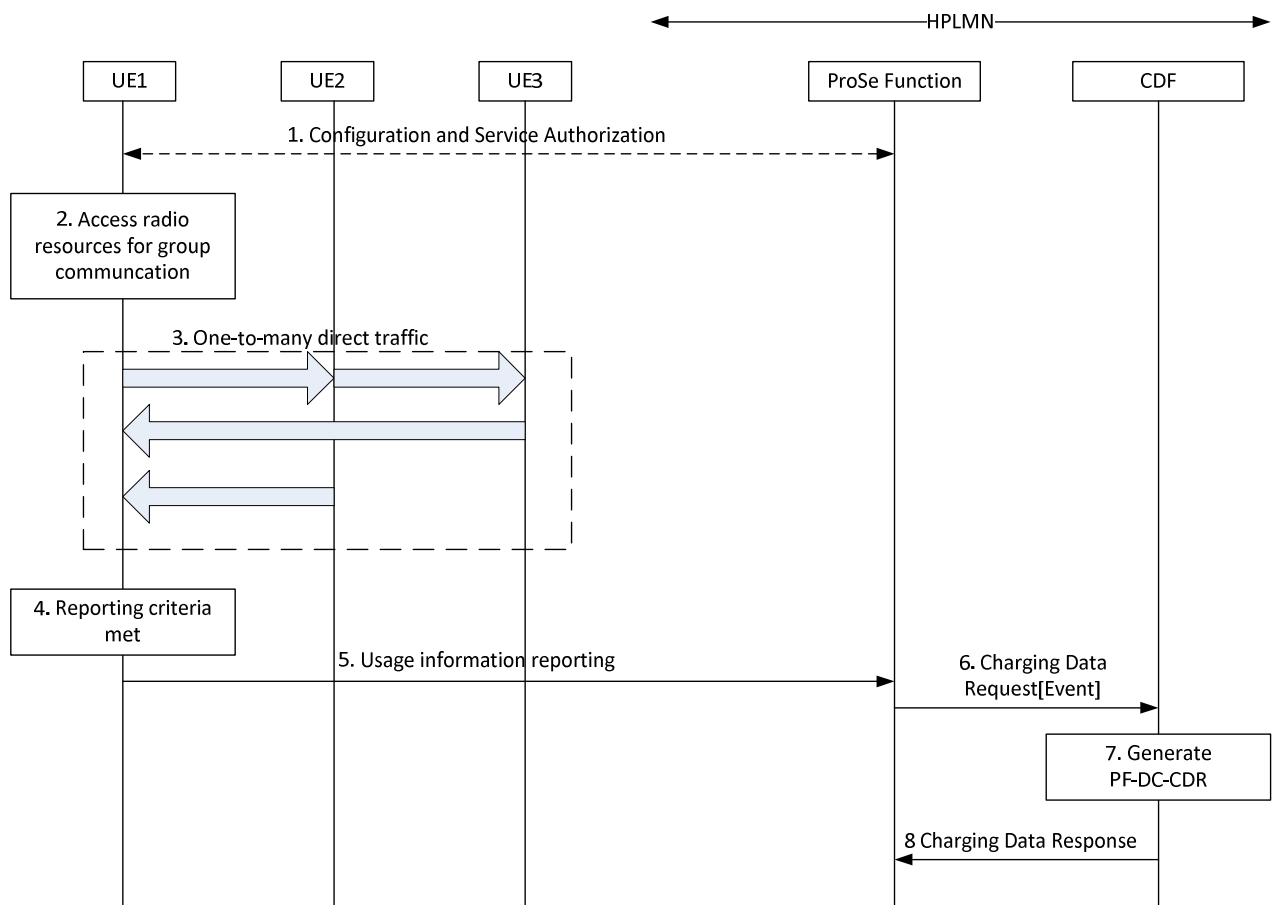 HPLMN
UE1
UE2
UE3
ProSe Function
CDF
1. Configuration and Service Authorization
2. Access radio
resources for group
communcation
3. One-to-many direct traffic
4. Reporting criteria
met
5. Usage information reporting
6. Charging Data
Request[Event]
7. Generate
PF-DC-CDR
8 Charging Data Response